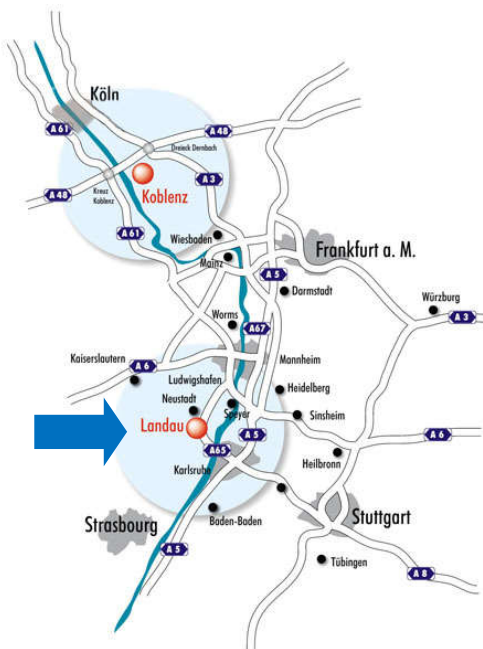 Köln
A 61
A 48
Dreieck Dernbach
Koblenz
A 3
Kreuz
Koblenz
A 48
A 61
Wiesbaden
Mainz
Frankfurt a. M.
A 5
Darmstadt
Würzburg
A 3
Worms
A67
Kaiserslautern
A 6
Mannheim
Ludwigshafen
Heidelberg
Neustadt
Speyer
Sinsheim
Landau
A 5
A 6
A65
Karlsruhe
Heilbronn
Strasbourg
Baden-Baden
Stuttgart
A 5
Tübingen
A 8